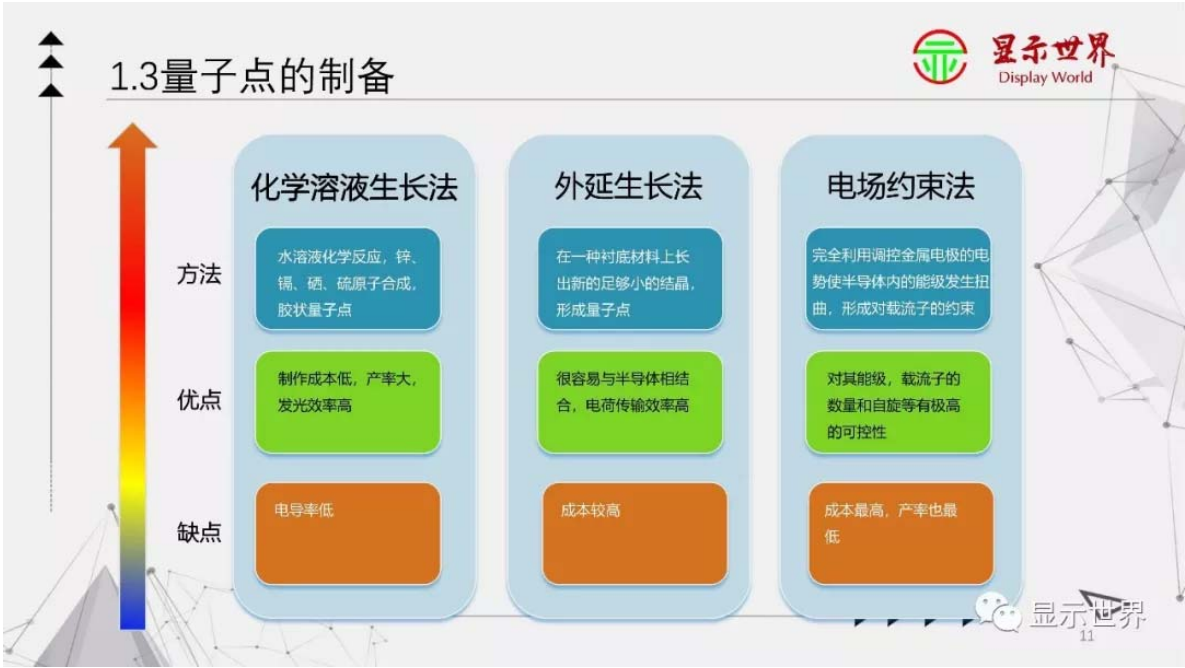 1.3量子点的制备
显示世界
Display World
化学溶液生长法
外延生长法
电场约束法
方法
水溶液化学反应，锌、
镉、硒、硫原子合成，
胶状量子点
在一种衬底材料上长
出新的足够小的结晶，
形成量子点
完全利用调控金属电极的电
势使半导体内的能级发生扭
曲，形成对载流子的约束
优点
制作成本低，产率大，
发光效率高
很容易与半导体相结
合，电荷传输效率高
对其能级，载流子的
数量和自旋等有极高
的可控性
缺点
电导率低
成本较高
成本最高，产率也最
低
显示世界
11